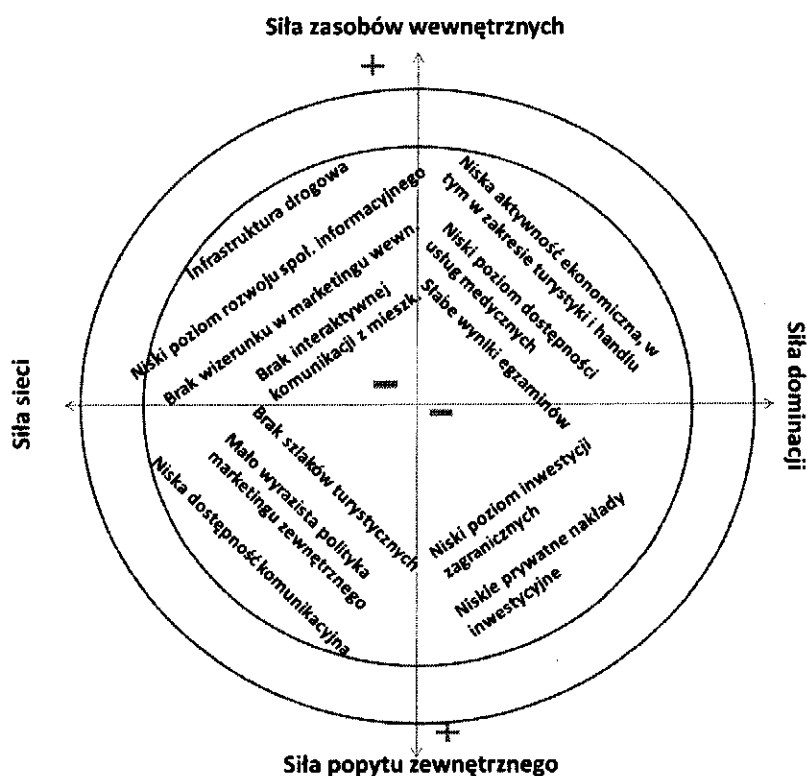 Siła zasobów wewnętrznych
+
Infrastruktura drogowa
Niski poziom rozwoju społ. informacyjnego
Brak wizerunku w marketingu wewn.
Brak interaktywnej
komunikacji z mieszk.
Niska aktywność ekonomiczna, w
tym w zakresie turystyki i handlu
Niski poziom dostępności
usług medycznych
Słabe wyniki egzaminów
Siła sieci
-
-
Siła dominacji
Brak szlaków turystycznych
Mało wyrazista polityka
marketingu zewnętrznego
Niska dostępność komunikacyjna
Niski poziom inwestycji
zagranicznych
Niskie prywatne nakłady
inwestycyjne
+
Siła popytu zewnętrznego